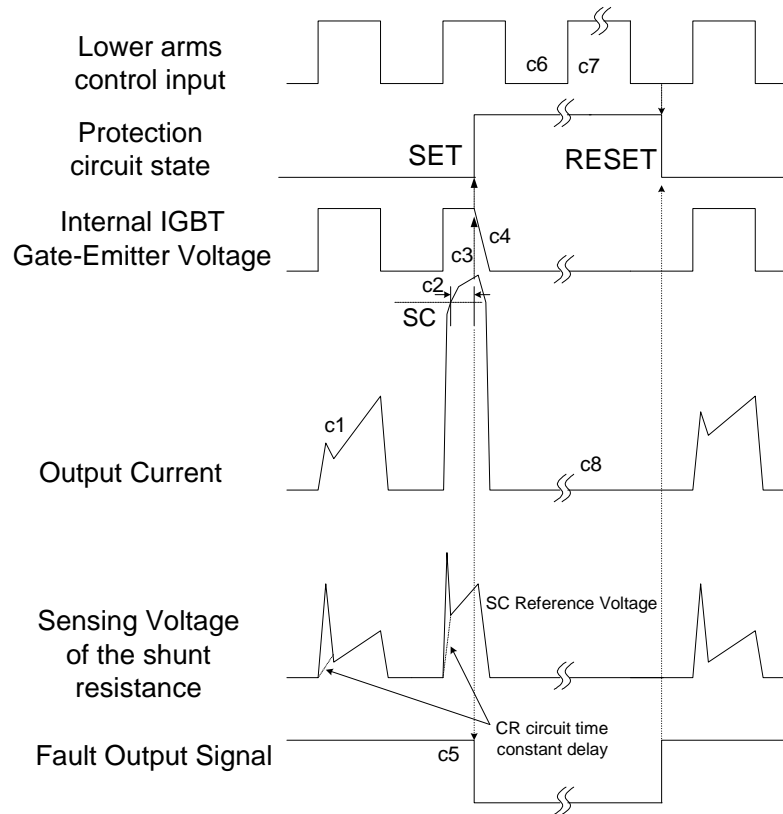 Lower arms
control input
c6
c7
Protection
circuit state
SET
RESET
Internal IGBT
Gate-Emitter Voltage
c4
c3
c2
SC
c1
Output Current
c8
SC Reference Voltage
Sensing Voltage
of the shunt
resistance
CR circuit time
constant delay
Fault Output Signal
c5